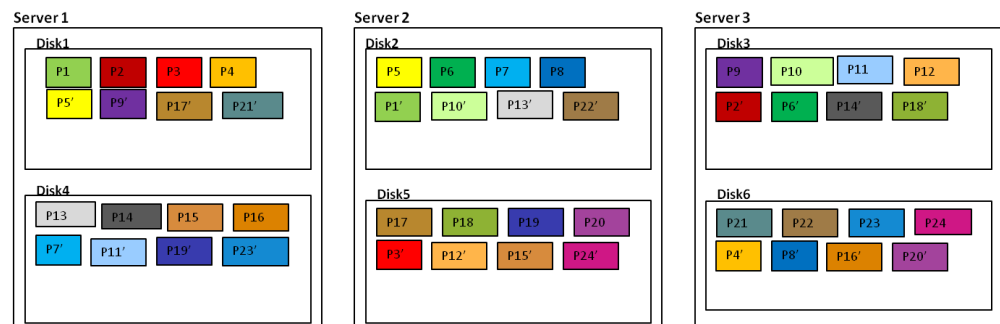 Server 1 Server 2 Server 3
Disk1 Disk2 Disk3
P1 P2 P3 P4 P5 P6 P7 P8 P9 P10 P11 P12
P5′ P9′ P17′ P21′ P1′ P10′ P13′ P22′ P2′ P6′ P14′ P18′
Disk4 Disk5 Disk6
P13 P14 P15 P16 P17 P18 P19 P20 P21 P22 P23 P24
P7′ P11′ P19′ P23′ P3′ P12′ P15′ P24′ P4′ P8′ P16′ P20′